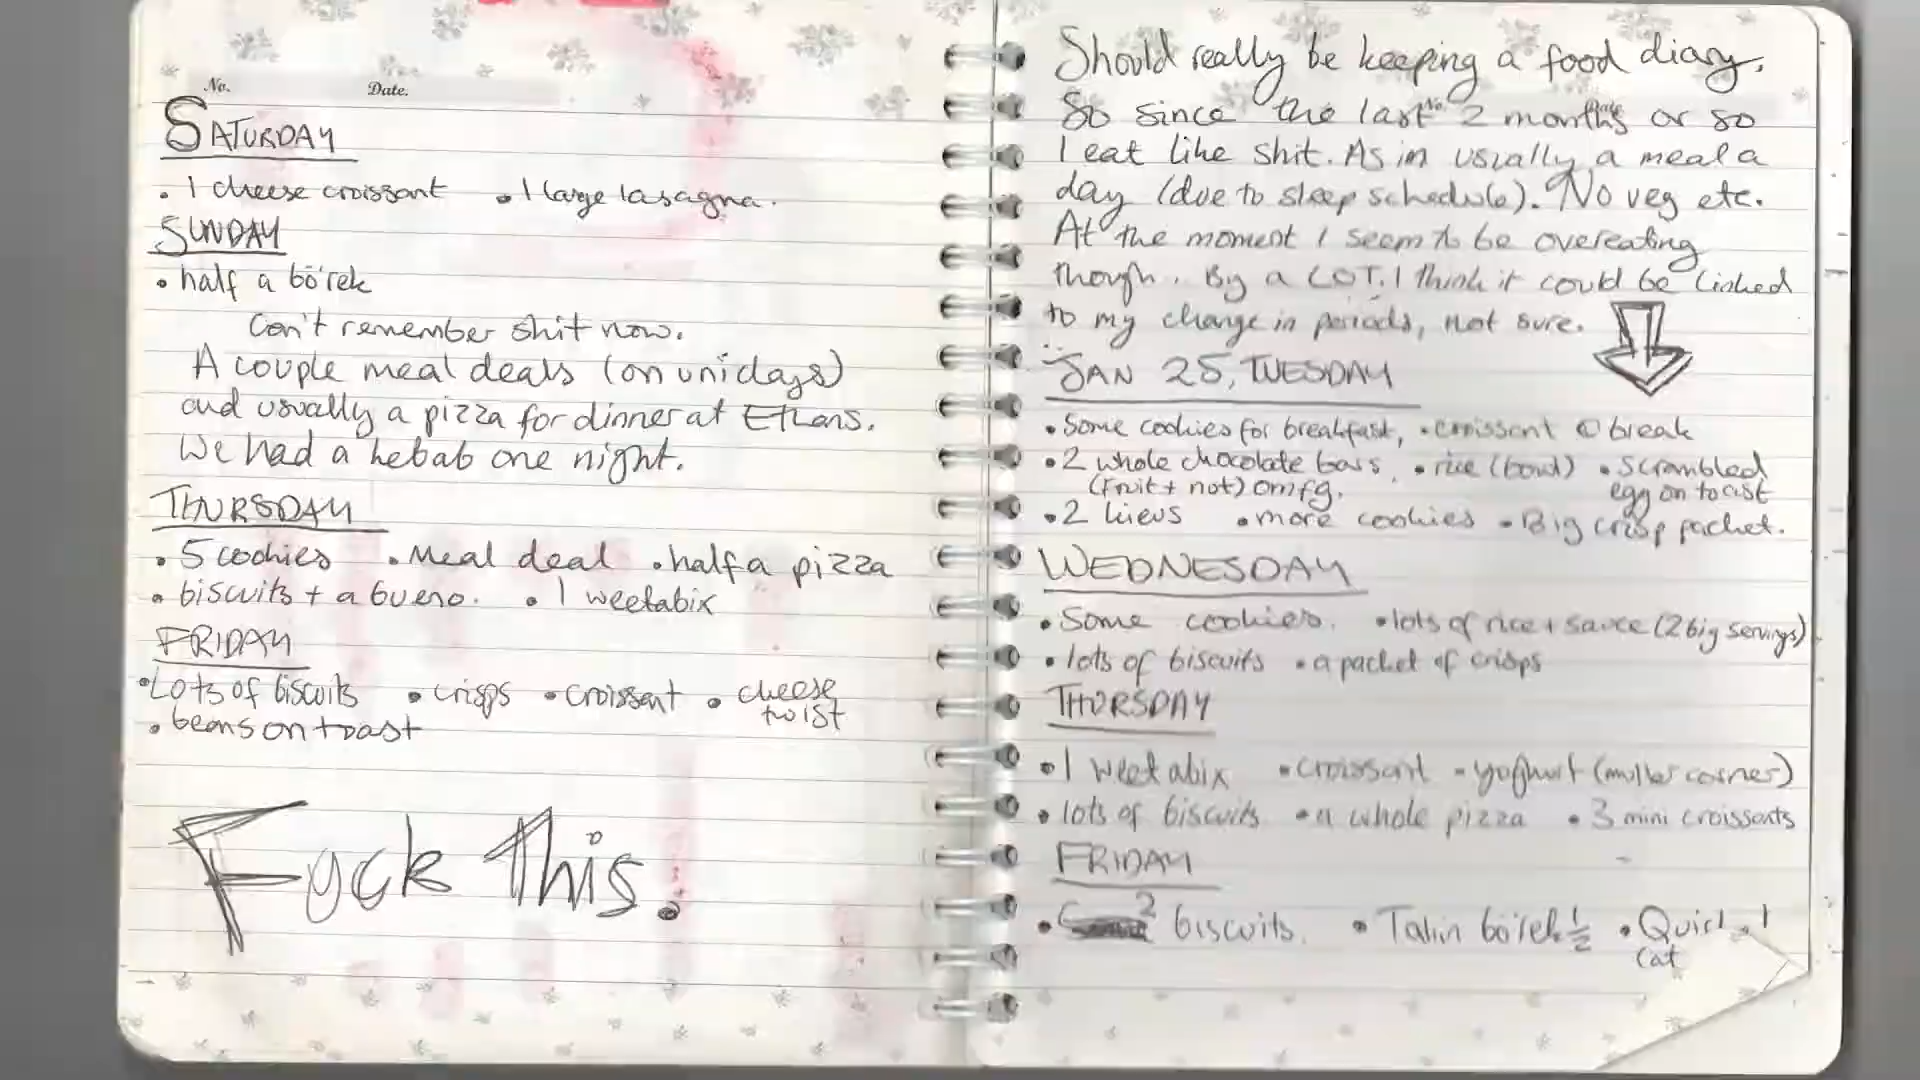 No. Date.
SATURDAY
• 1 cheese croissant • 1 large lasagna.
SUNDAY
• half a börek
Can't remember shit now.
A couple meal deals (on uni days)
and usually a pizza for dinner at Ethans.
We had a kebab one night.
THURSDAY
• 5 cookies • Meal deal • half a pizza
• biscuits + a bueno. • 1 weetabix
FRIDAY
• Lots of biscuits • crisps • croissant • cheese twist
• beans on toast
Fuck This.
Should really be keeping a food diary.
No. Date
So since the last 2 months or so
I eat like shit. As in usually a meal a
day (due to sleep schedule). No veg etc.
At the moment I seem to be overeating
though. By a LOT. I think it could be linked
to my change in periods, not sure.
JAN 25, TUESDAY
• Some cookies for breakfast, • croissant @ break
• 2 whole chocolate bars, • rice (bowl) • scrambled
(fruit + not) omfg. egg on toast
• 2 kievs • more cookies • Big crisp packet.
WEDNESDAY
• Some cookies. • lots of rice + sauce (2 big servings)
• lots of biscuits • a packet of crisps
THURSDAY
• 1 weetabix • croissant • yoghurt (muller corner)
• lots of biscuits • a whole pizza • 3 mini croissants
FRIDAY
• 2 biscuits. • Tahin börek 1/2